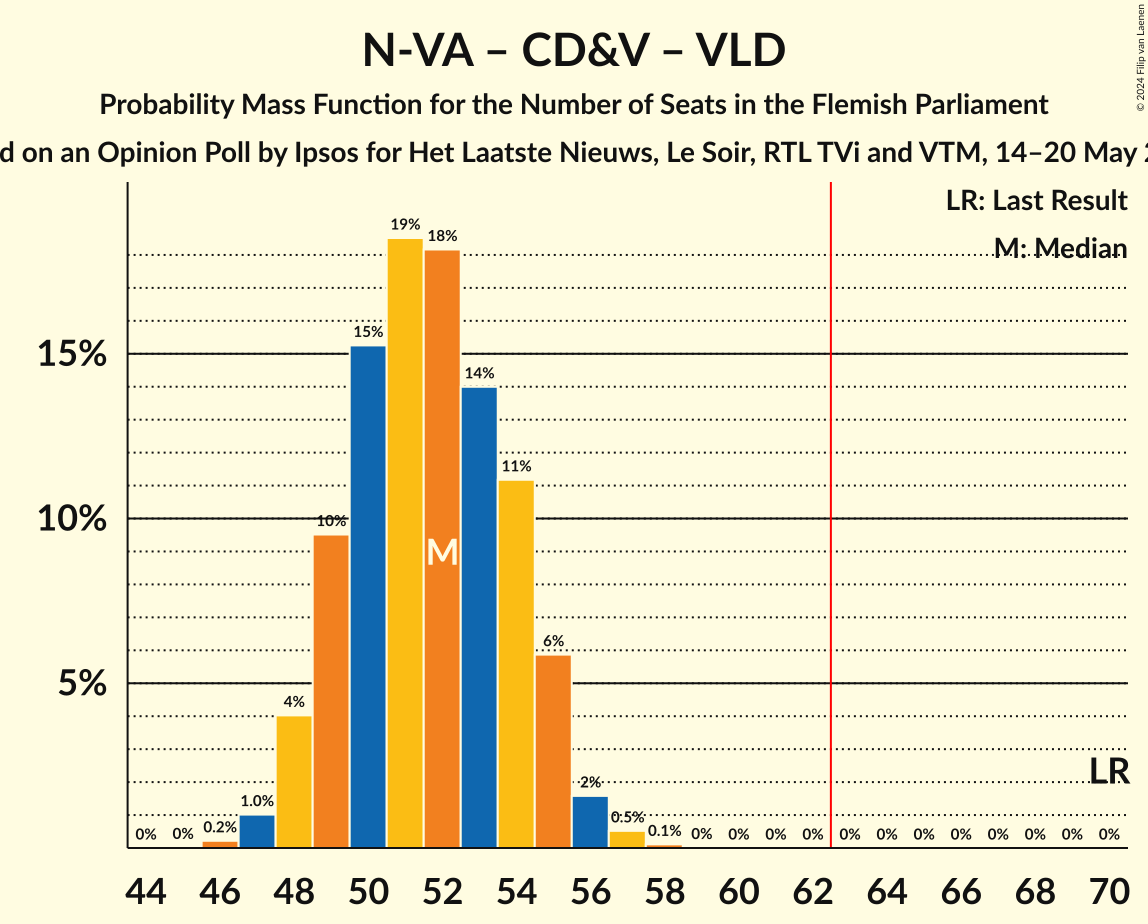 N-VA – CD&V – VLD
Probability Mass Function for the Number of Seats in the Flemish Parliament
d on an Opinion Poll by Ipsos for Het Laatste Nieuws, Le Soir, RTL TVi and VTM, 14–20 May
© 2024 Filip van Laenen
LR: Last Result
M: Median
19%
18%
15%
15%
14%
11%
10%
10%
M
6%
5%
4%
LR
2%
1.0%
0.5%
0% 0% 0.2% 0.1% 0% 0% 0% 0% 0% 0% 0% 0% 0% 0% 0% 0%
44 46 48 50 52 54 56 58 60 62 64 66 68 70